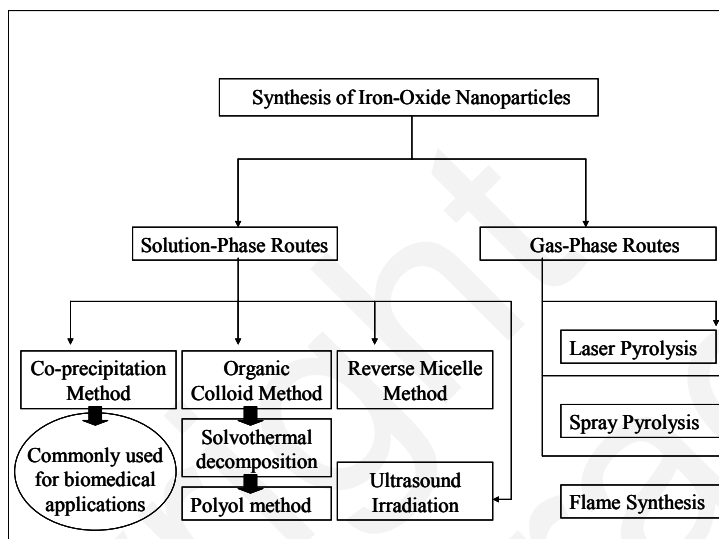 Synthesis of Iron-Oxide Nanoparticles
Solution-Phase Routes
Gas-Phase Routes
Co-precipitation
Method
Organic
Colloid Method
Reverse Micelle
Method
Laser Pyrolysis
Commonly used
for biomedical
applications
Solvothermal
decomposition
Polyol method
Ultrasound
Irradiation
Spray Pyrolysis
Flame Synthesis